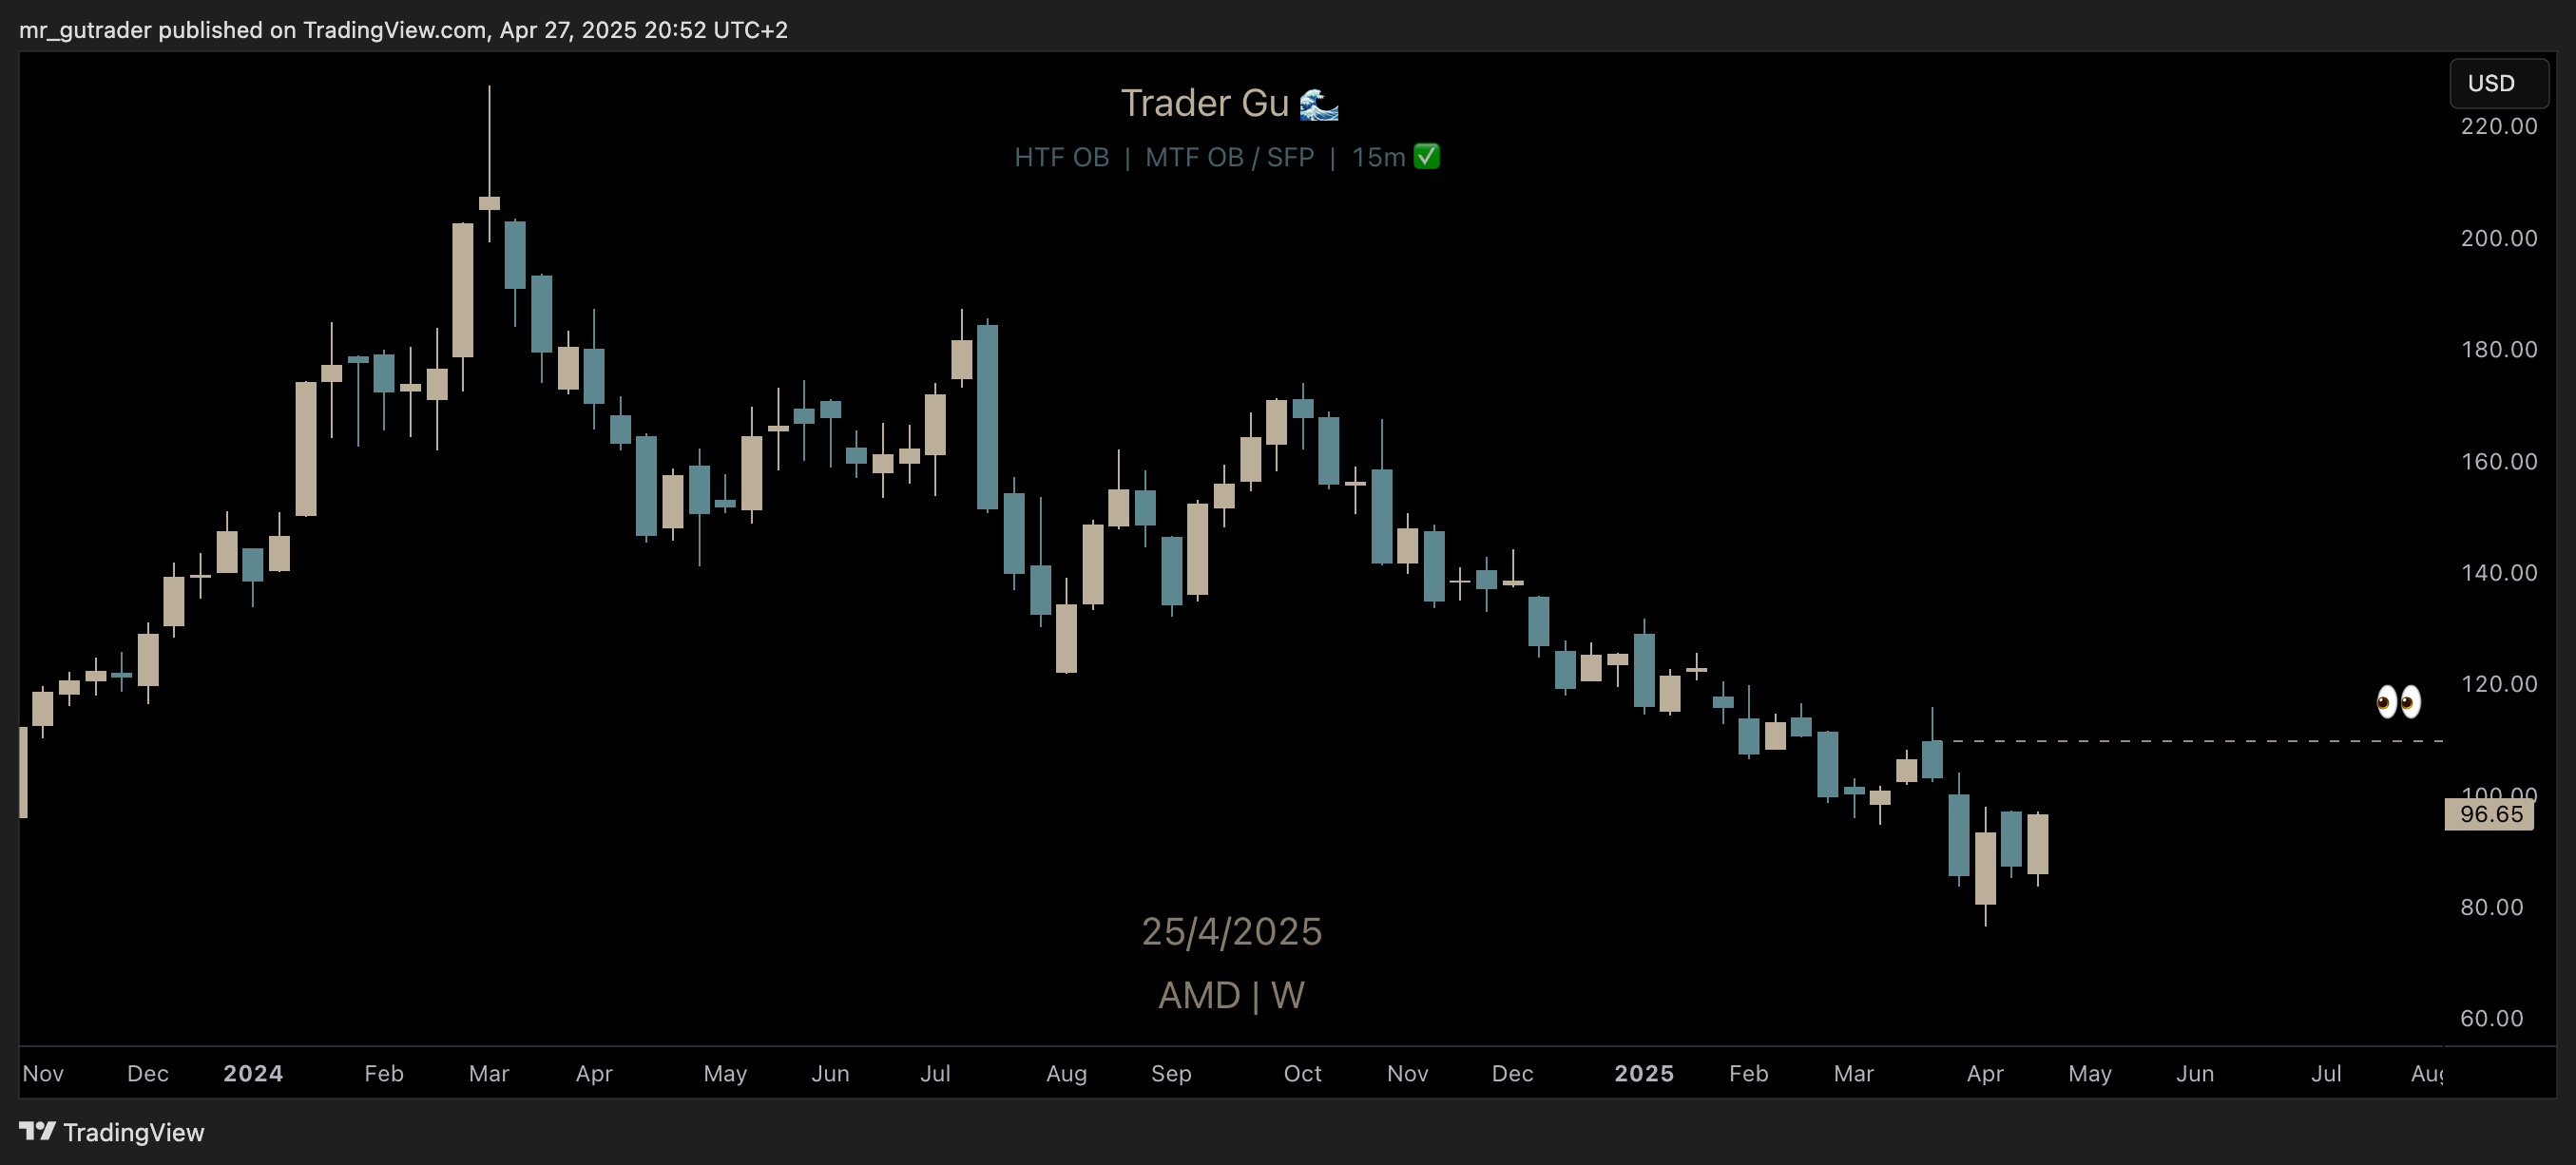 mr_gutrader published on TradingView.com, Apr 27, 2025 20:52 UTC+2
Trader Gu 🌊
HTF OB | MTF OB / SFP | 15m ✅
USD
220.00
200.00
180.00
160.00
140.00
120.00
100.00
96.65
80.00
60.00
25/4/2025
AMD | W
Nov Dec 2024 Feb Mar Apr May Jun Jul Aug Sep Oct Nov Dec 2025 Feb Mar Apr May Jun Jul Aug
TradingView